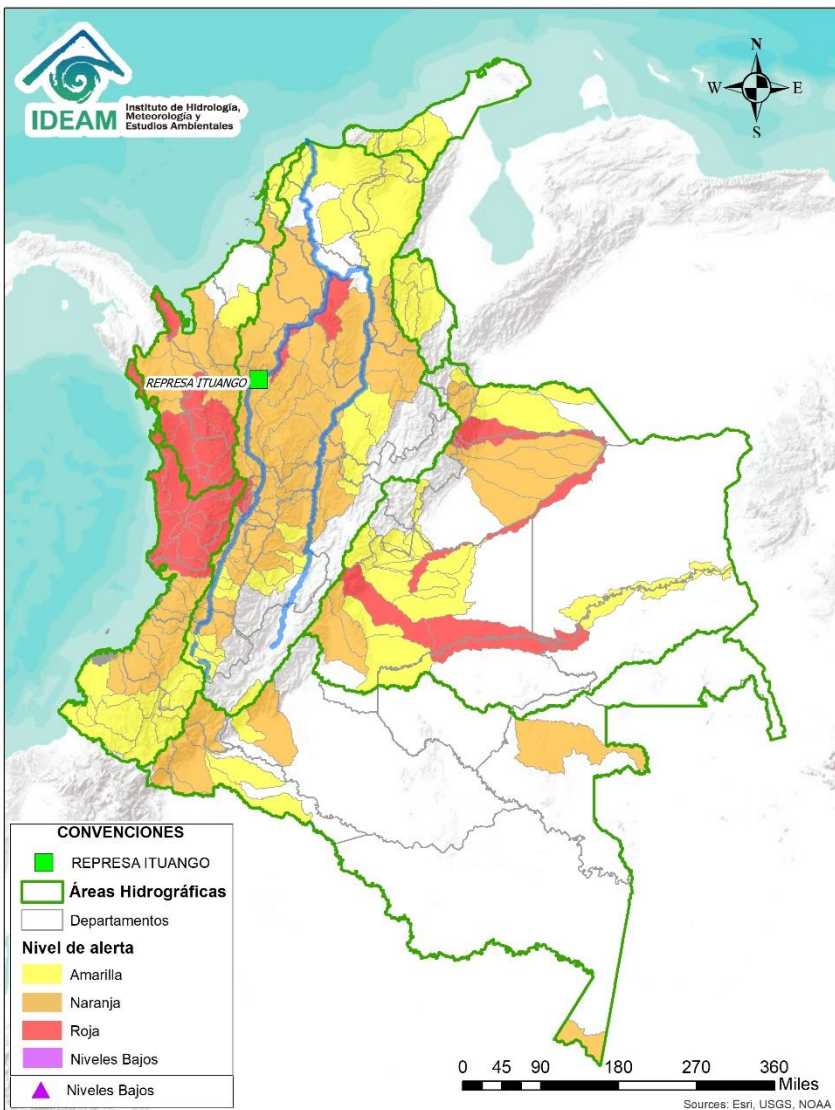 IDEAM
Instituto de Hidrología,
Meteorología y
Estudios Ambientales
N
W
E
S
REPRESA ITUANGO
CONVENCIONES
REPRESA ITUANGO
Áreas Hidrográficas
Departamentos
Nivel de alerta
Amarilla
Naranja
Roja
Niveles Bajos
Niveles Bajos
0 45 90 180 270 360
Miles
Sources: Esri, USGS, NOAA